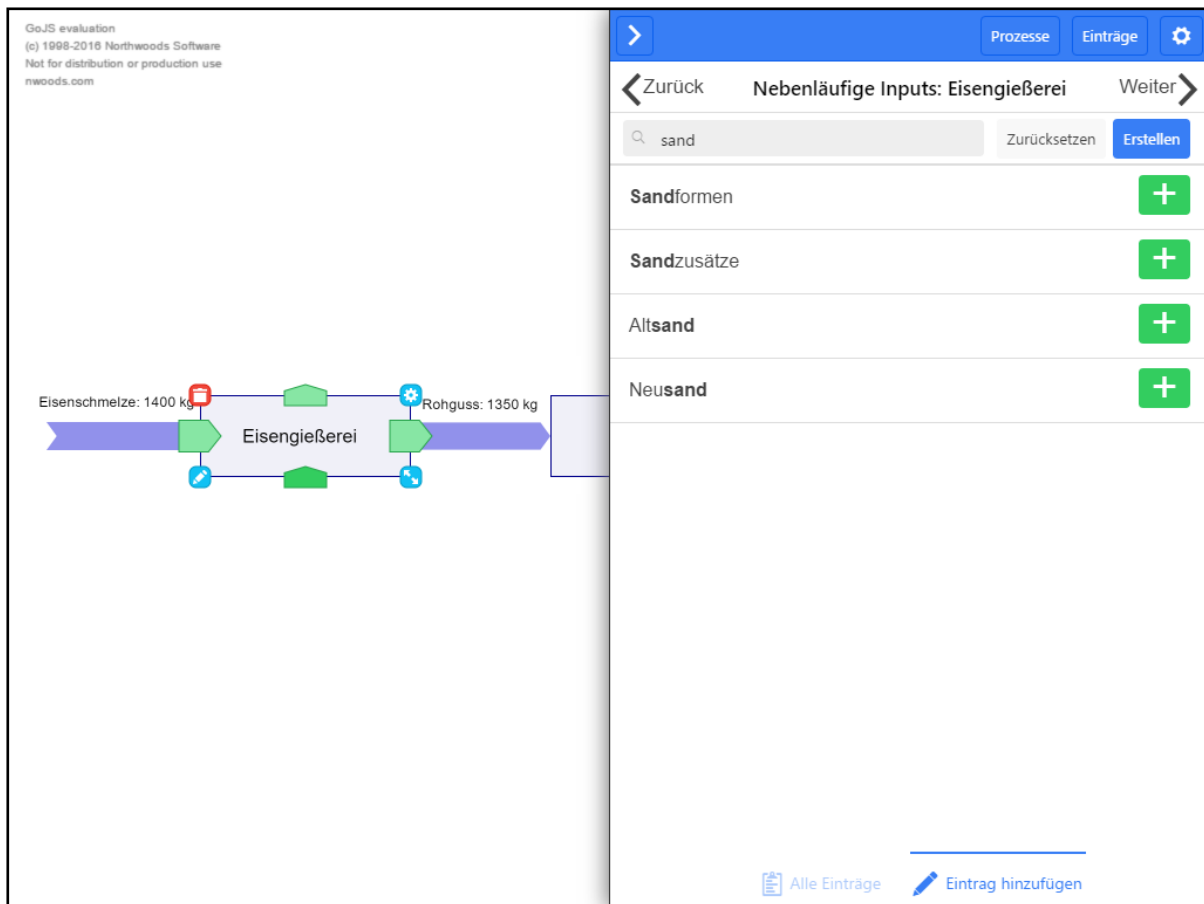 GoJS evaluation
(c) 1998-2016 Northwoods Software
Not for distribution or production use
nwoods.com
Eisenschmelze: 1400 kg
Eisengießerei
Rohguss: 1350 kg
Prozesse
Einträge
Zurück
Nebenläufige Inputs: Eisengießerei
Weiter
sand
Zurücksetzen
Erstellen
Sandformen
Sandzusätze
Altsand
Neusand
Alle Einträge
Eintrag hinzufügen